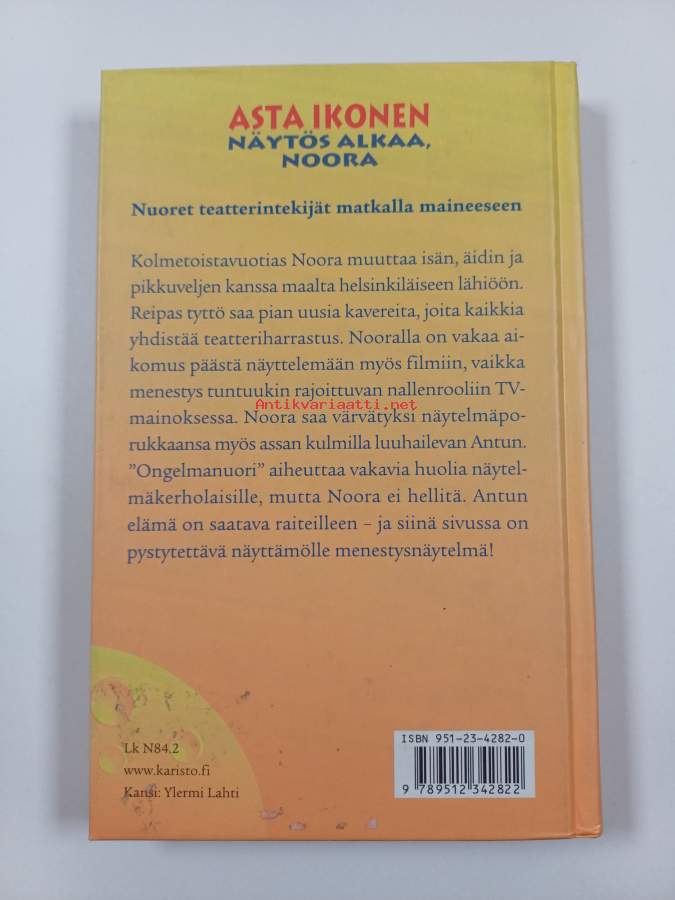 ASTA IKONEN
NÄYTÖS ALKAA,
NOORA
Nuoret teatterintekijät matkalla maineeseen
Kolmetoistavuotias Noora muuttaa isän, äidin ja
pikkuveljen kanssa maalta helsinkiläiseen lähiöön.
Reipas tyttö saa pian uusia kavereita, joita kaikkia
yhdistää teatteriharrastus. Nooralla on vakaa ai-
komus päästä näyttelemään myös filmiin, vaikka
menestys tuntuukin rajoittuvan nallenrooliin TV-
mainoksessa. Noora saa värvätyksi näytelmäpo-
Antikvariaatti.net
rukkaansa myös assan kulmilla luuhailevan Antun.
"Ongelmanuori" aiheuttaa vakavia huolia näytel-
mäkerholaisille, mutta Noora ei hellitä. Antun
elämä on saatava raiteilleen – ja siinä sivussa on
pystytettävä näyttämölle menestysnäytelmä!
Lk N84.2
www.karisto.fi
Kansi: Ylermi Lahti
ISBN 951-23-4282-0
9 789512 342822